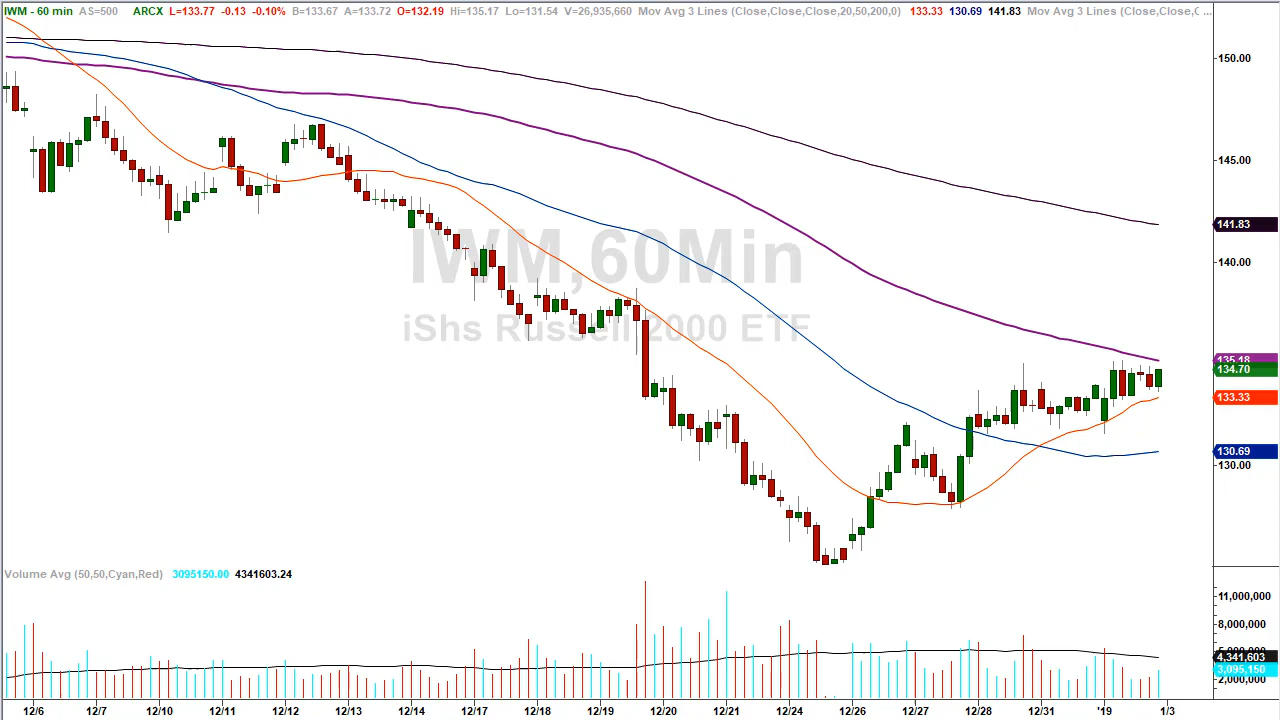 IWM - 60 min AS=500 ARCX L=133.77 -0.13 -0.10% B=133.67 A=133.72 O=132.19 Hi=135.17 Lo=131.54 V=26,935,660 Mov Avg 3 Lines (Close,Close,Close,20,50,200,0) 133.33 130.69 141.83 Mov Avg 3 Lines (Close,Close,C ...
150.00
145.00
IWM,60Min
141.83
140.00
iShs Russell 2000 ETF
135.18
134.70
133.33
130.69
130.00
Volume Avg (50,50,Cyan,Red) 3095150.00 4341603.24
11,000,000
8,000,000
4,341,603
3,095,150
2,000,000
12/6 12/7 12/10 12/11 12/12 12/13 12/14 12/17 12/18 12/19 12/20 12/21 12/24 12/26 12/27 12/28 12/31 '19 1/3